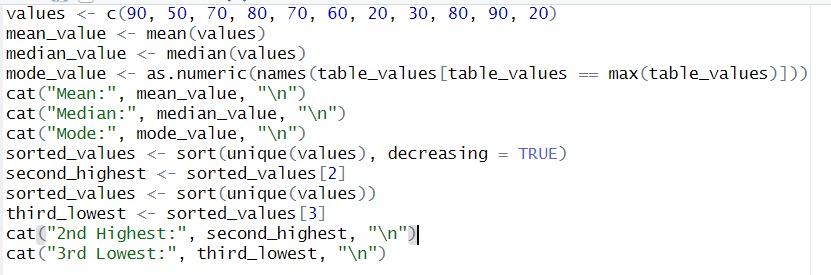 values <- c(90, 50, 70, 80, 70, 60, 20, 30, 80, 90, 20)
mean_value <- mean(values)
median_value <- median(values)
mode_value <- as.numeric(names(table_values[table_values == max(table_values)]))
cat("Mean:", mean_value, "\n")
cat("Median:", median_value, "\n")
cat("Mode:", mode_value, "\n")
sorted_values <- sort(unique(values), decreasing = TRUE)
second_highest <- sorted_values[2]
sorted_values <- sort(unique(values))
third_lowest <- sorted_values[3]
cat("2nd Highest:", second_highest, "\n")
cat("3rd Lowest:", third_lowest, "\n")